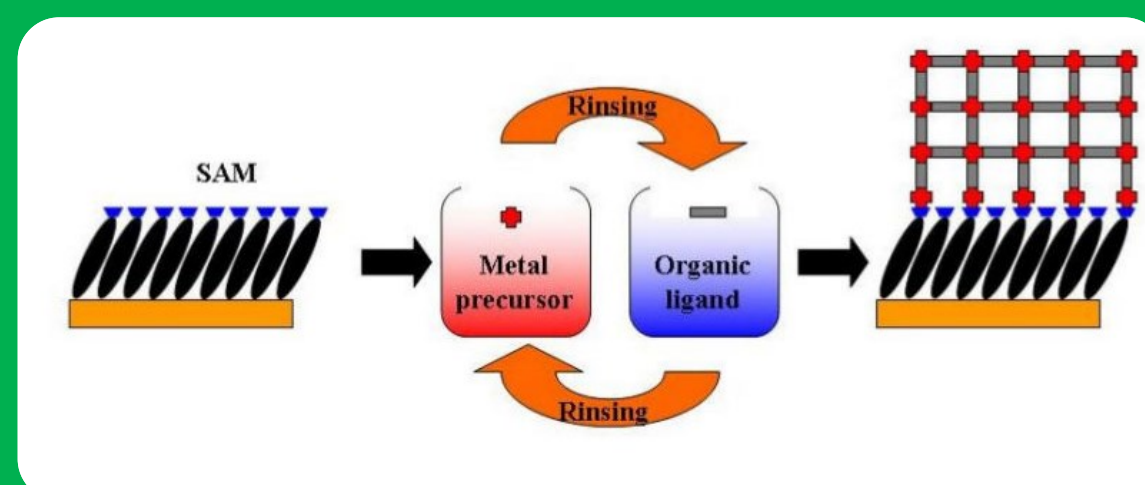 SAM
Rinsing
Metal
precursor
Organic
ligand
Rinsing